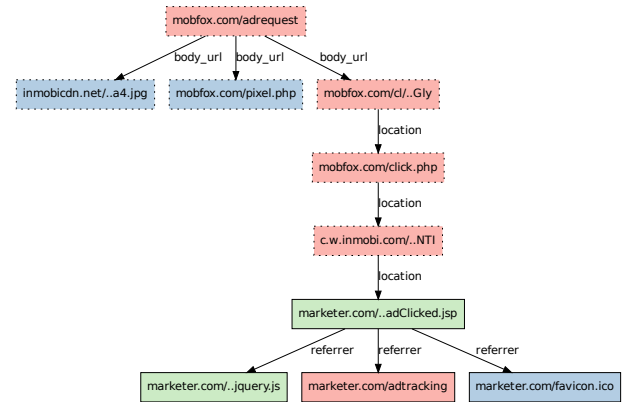 mobfox.com/adrequest
body_url body_url body_url
inmobicdn.net/..a4.jpg mobfox.com/pixel.php mobfox.com/cl/..Gly
location
mobfox.com/click.php
location
c.w.inmobi.com/..NTI
location
marketer.com/..adClicked.jsp
referrer referrer referrer
marketer.com/..jquery.js marketer.com/adtracking marketer.com/favicon.ico